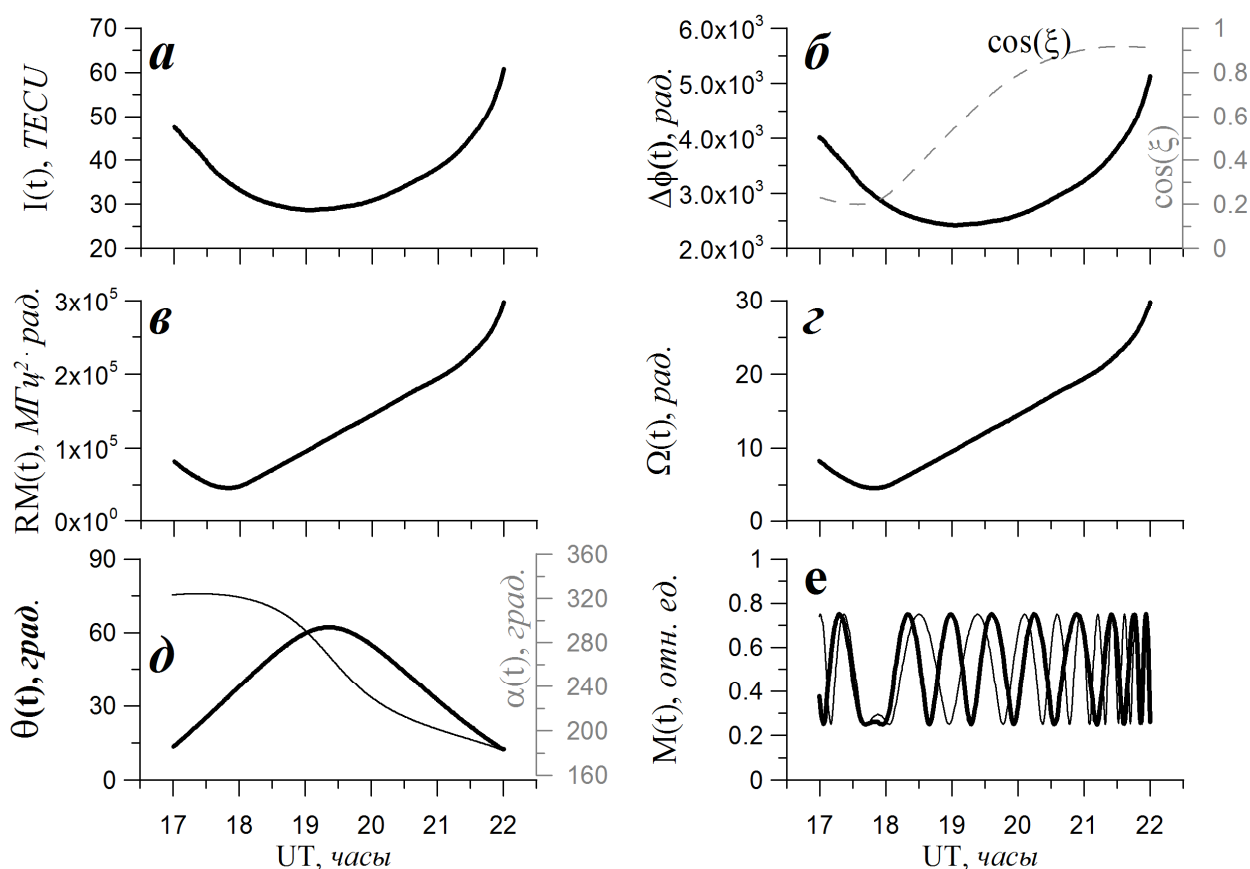 а
I(t), TECU
70
60
50
40
30
20
б
Δϕ(t), рад.
6.0x10³
5.0x10³
4.0x10³
3.0x10³
2.0x10³
cos(ξ)
cos(ξ)
1
0.8
0.6
0.4
0.2
0
в
RM(t), МГц²· рад.
3x10⁵
2x10⁵
1x10⁵
0x10⁰
г
Ω(t), рад.
30
20
10
0
д
θ(t), град.
90
60
30
0
α(t), град.
360
320
280
240
200
160
17 18 19 20 21 22
UT, часы
е
M(t), отн. ед.
1
0.8
0.6
0.4
0.2
0
17 18 19 20 21 22
UT, часы